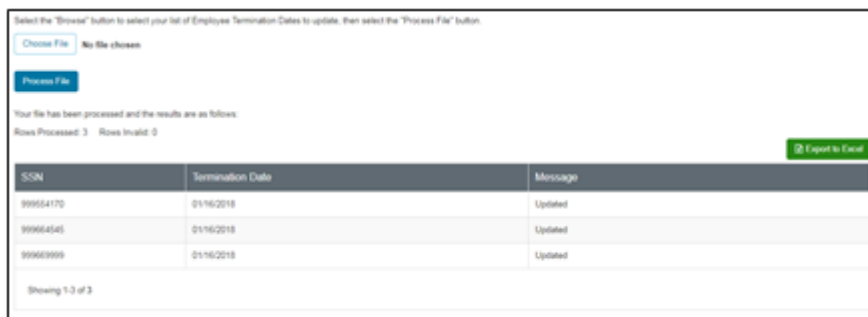 Select the "Browse" button to select your list of Employee Termination Dates to update, then select the "Process File" button.
Choose File No file chosen
Process File
Your file has been processed and the results are as follows:
Rows Processed: 3 Rows Invalid: 0
Export to Excel
SSN Termination Date Message
999554170 01/16/2018 Updated
999664545 01/16/2018 Updated
999669999 01/16/2018 Updated
Showing 1-3 of 3